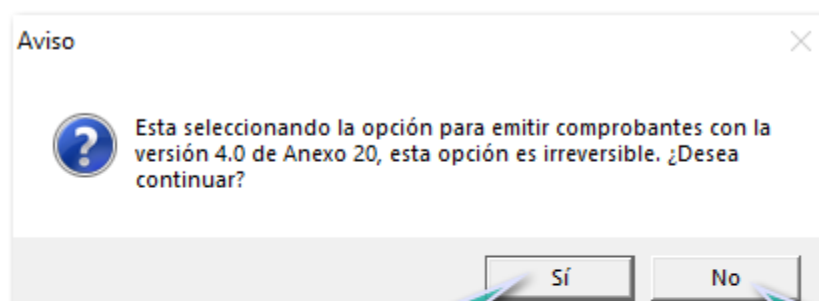 Aviso
Esta seleccionando la opción para emitir comprobantes con la
versión 4.0 de Anexo 20, esta opción es irreversible. ¿Desea
continuar?
Sí
No